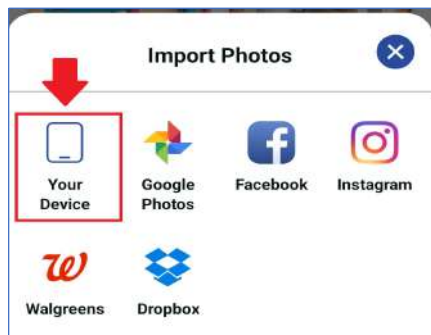 Import Photos
Your
Device
Google
Photos
Facebook
Instagram
Walgreens
Dropbox